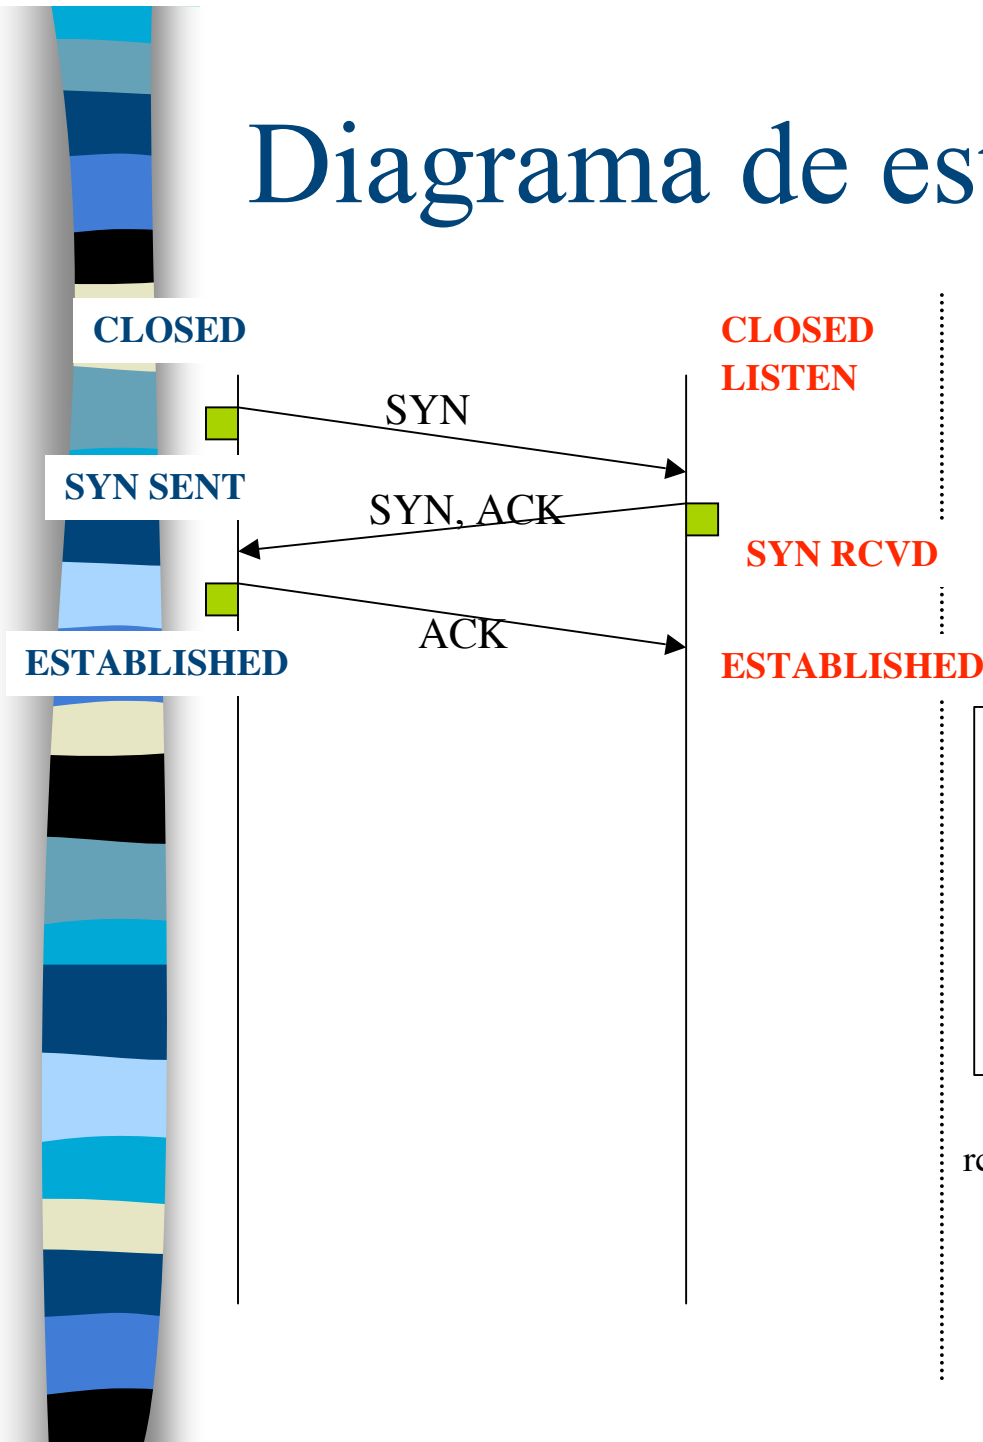 Diagrama de es
CLOSED
CLOSED
LISTEN
SYN
SYN SENT
SYN, ACK
SYN RCVD
ACK
ESTABLISHED
ESTABLISHED